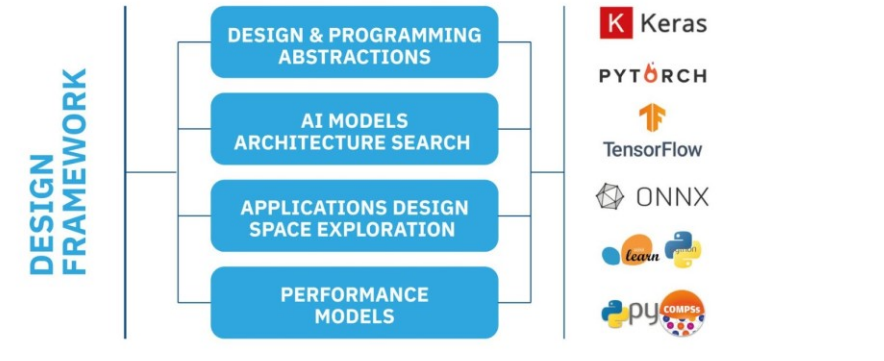 DESIGN
FRAMEWORK
DESIGN & PROGRAMMING
ABSTRACTIONS
AI MODELS
ARCHITECTURE SEARCH
APPLICATIONS DESIGN
SPACE EXPLORATION
PERFORMANCE
MODELS
K Keras
PYTORCH
TensorFlow
ONNX
learn
py COMPSs